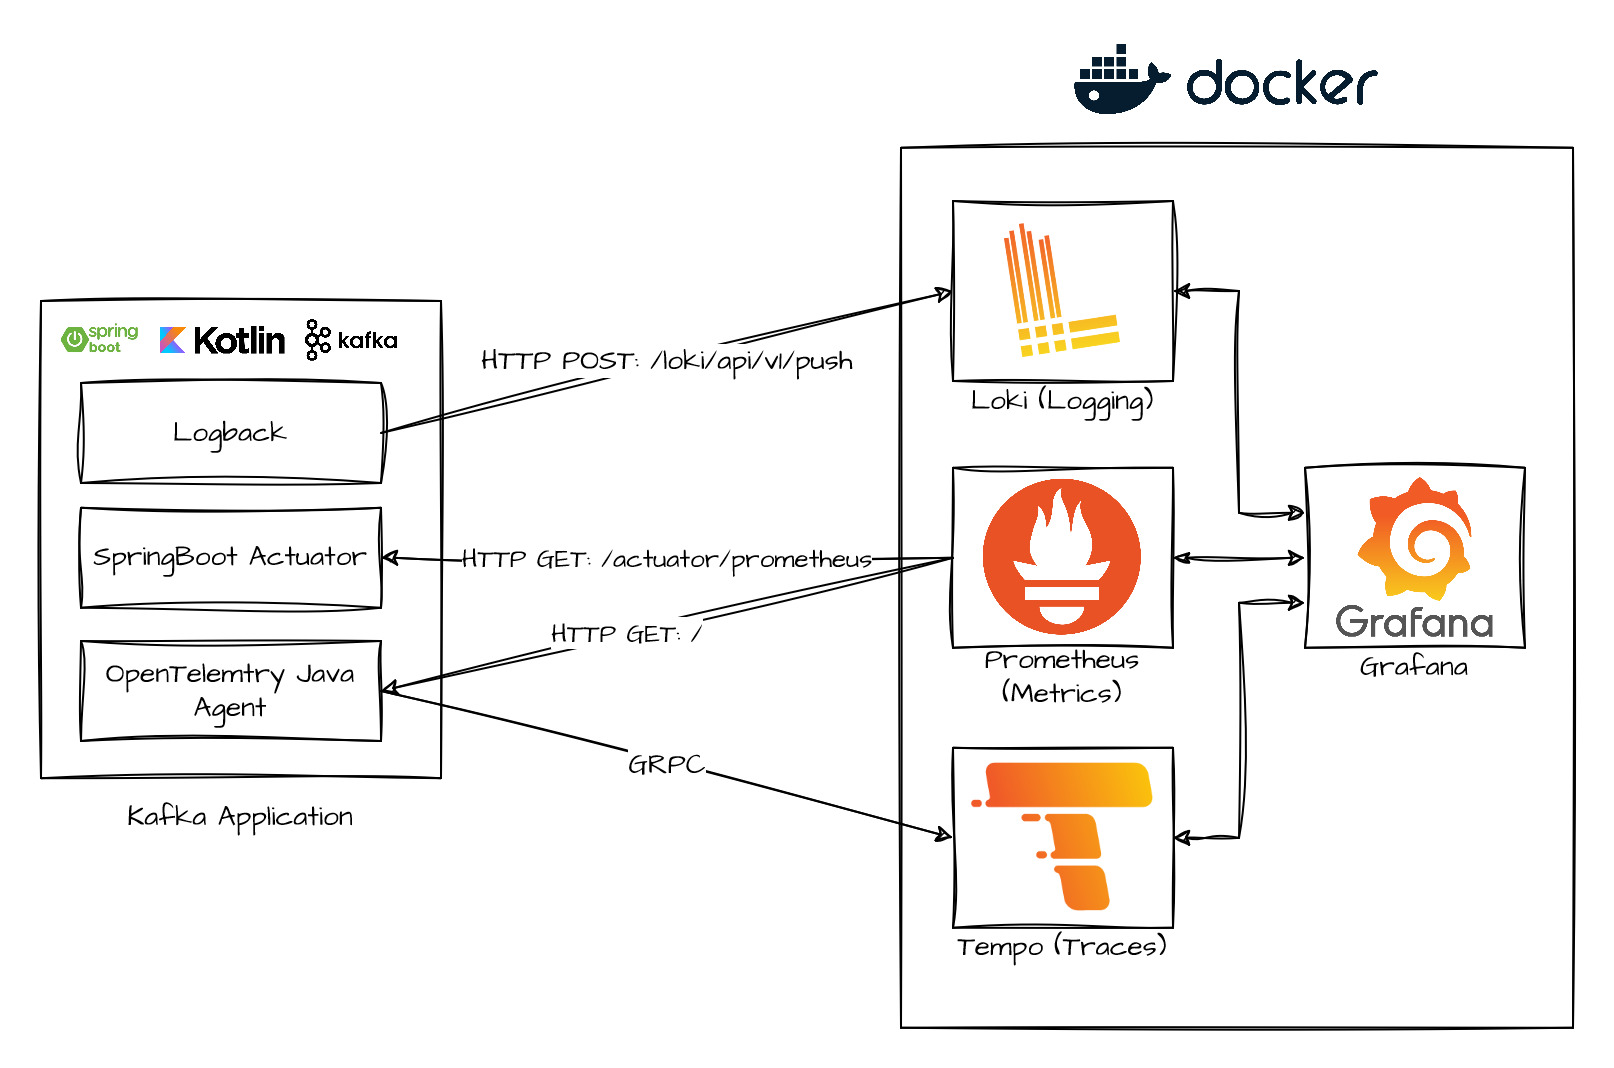 docker
spring
boot
Kotlin
kafka
Logback
SpringBoot Actuator
OpenTelemtry Java
Agent
Kafka Application
HTTP POST: /loki/api/v1/push
HTTP GET: /actuator/prometheus
HTTP GET: /
GRPC
Loki (Logging)
Prometheus
(Metrics)
Tempo (Traces)
Grafana
Grafana